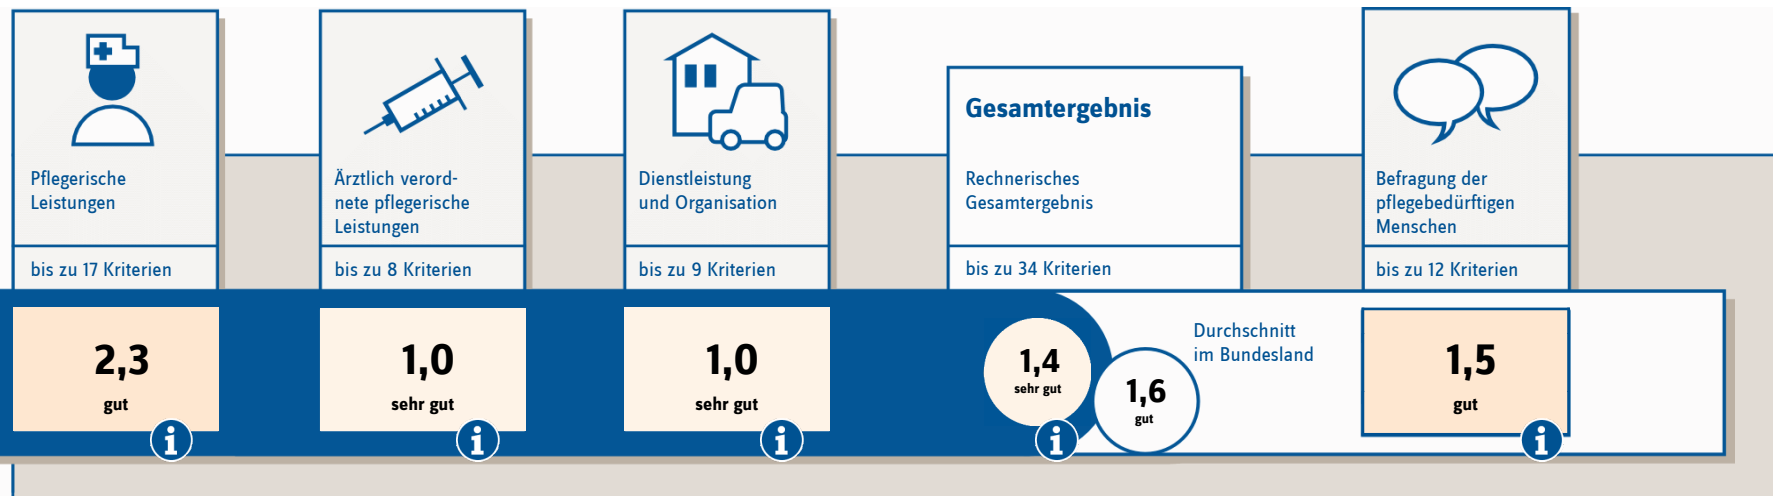 Pflegerische
Leistungen
bis zu 17 Kriterien
2,3
gut
i
Ärztlich verord-
nete pflegerische
Leistungen
bis zu 8 Kriterien
1,0
sehr gut
i
Dienstleistung
und Organisation
bis zu 9 Kriterien
1,0
sehr gut
i
Gesamtergebnis
Rechnerisches
Gesamtergebnis
bis zu 34 Kriterien
1,4
sehr gut
i
1,6
gut
Durchschnitt
im Bundesland
Befragung der
pflegebedürftigen
Menschen
bis zu 12 Kriterien
1,5
gut
i